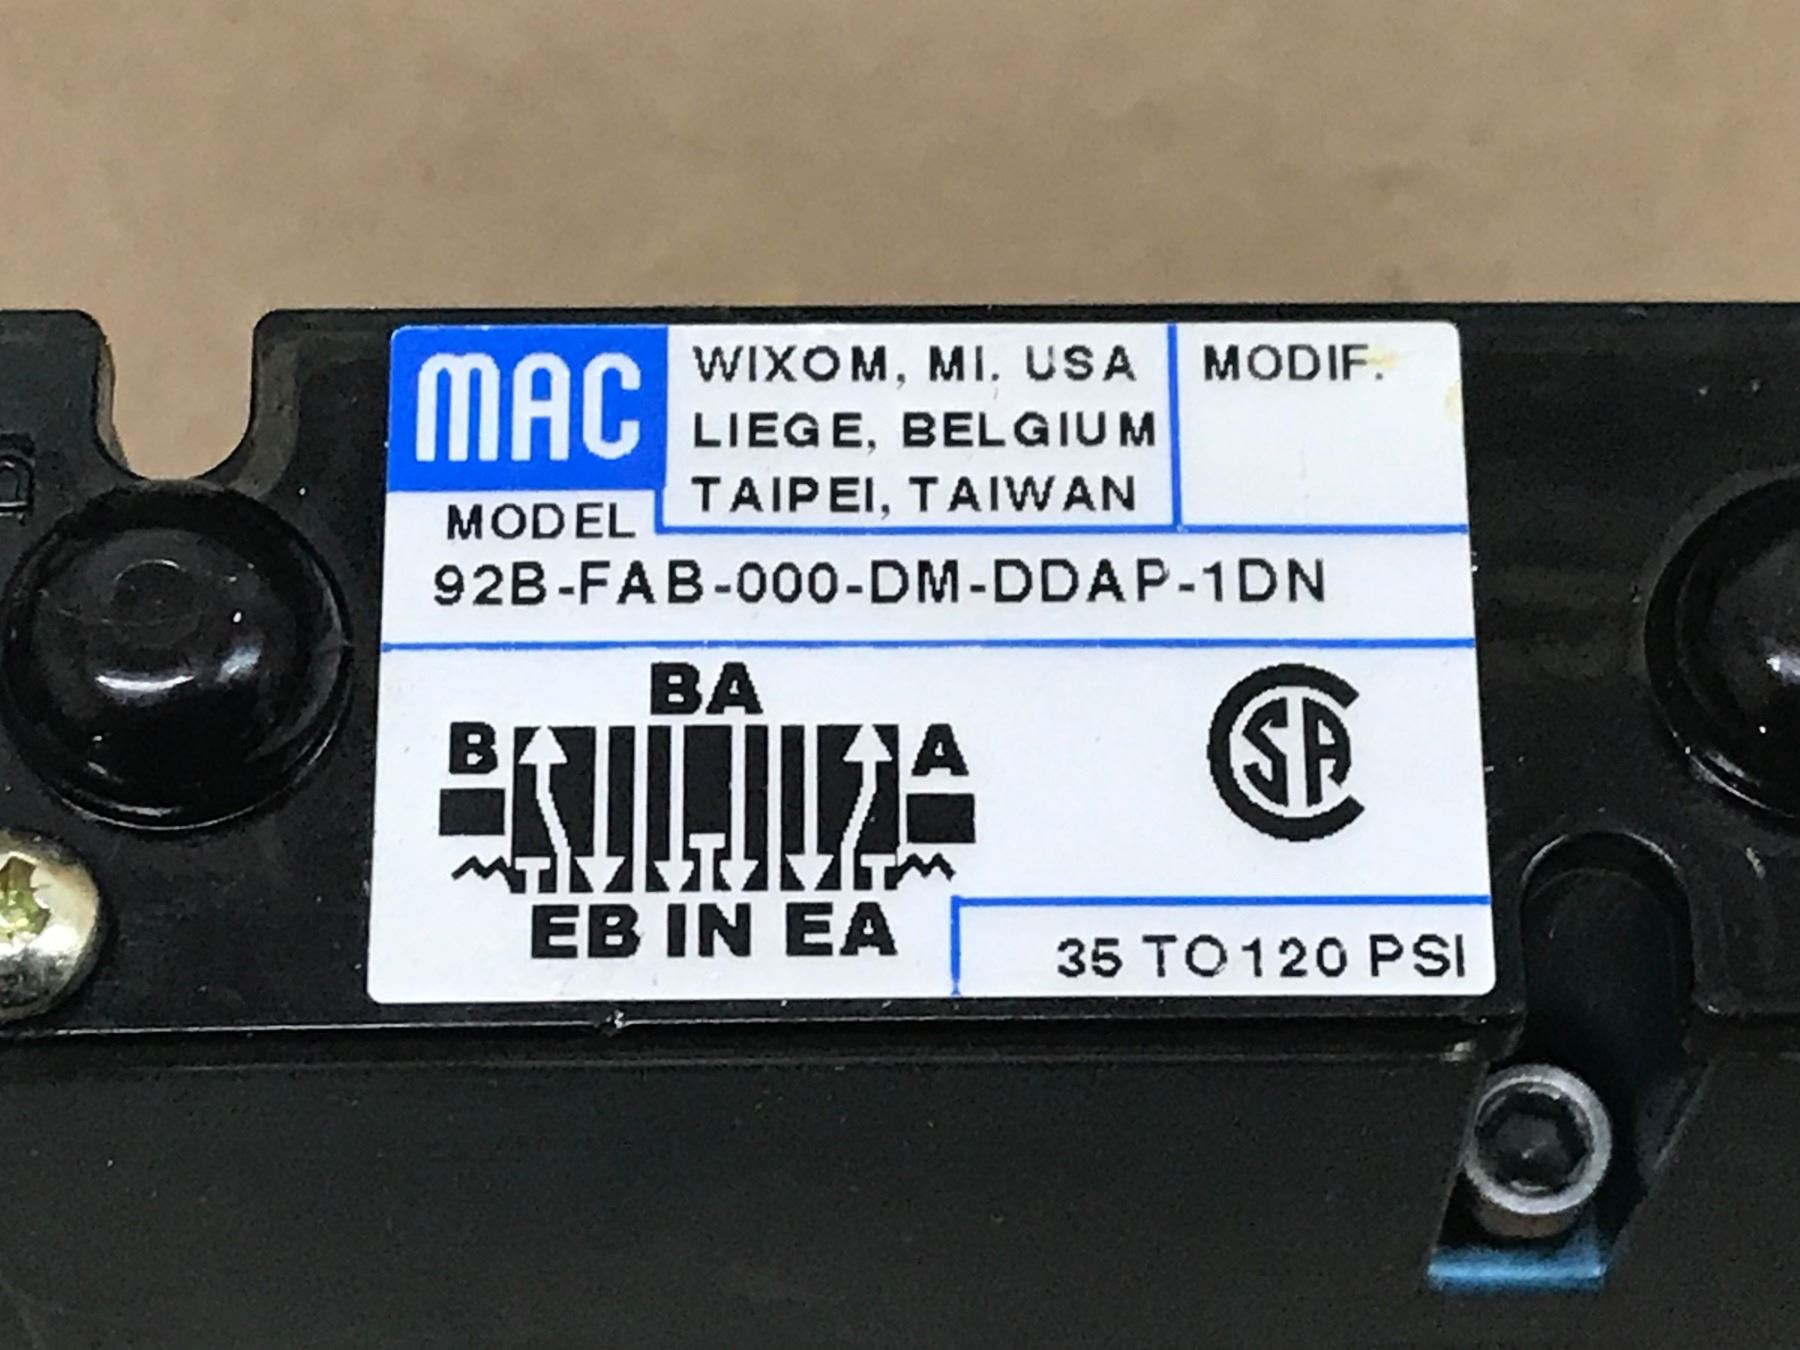 MAC
WIXOM, MI. USA
LIEGE, BELGIUM
TAIPEI, TAIWAN
MODIF.
MODEL
92B-FAB-000-DM-DDAP-1DN
BA
B
A
EB IN EA
CSA
35 TO 120 PSI